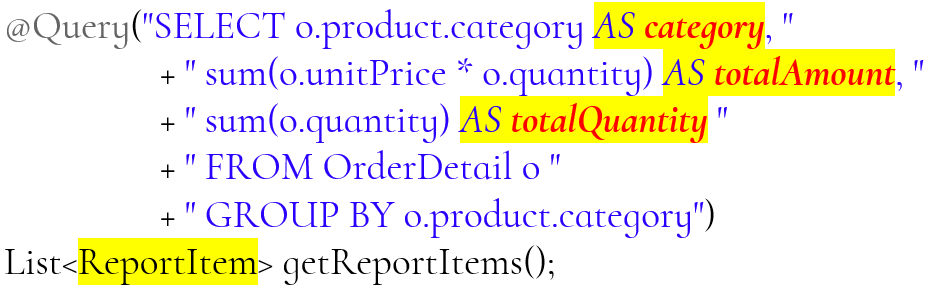 @Query("SELECT o.product.category AS category, "
+ " sum(o.unitPrice * o.quantity) AS totalAmount, "
+ " sum(o.quantity) AS totalQuantity "
+ " FROM OrderDetail o "
+ " GROUP BY o.product.category")
List<ReportItem> getReportItems();